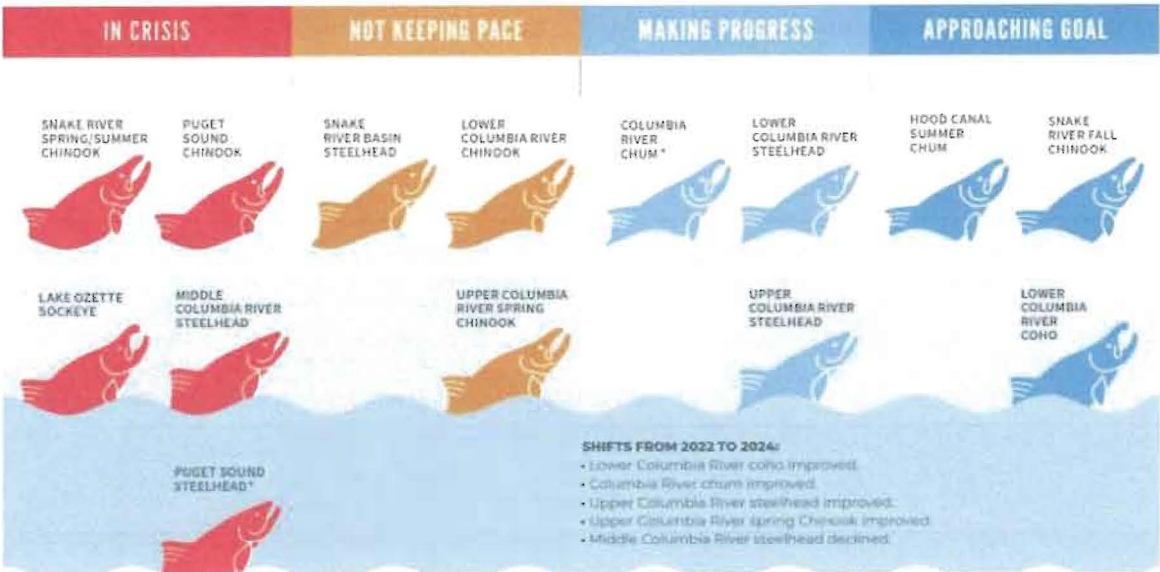 IN CRISIS
NOT KEEPING PACE
MAKING PROGRESS
APPROACHING GOAL
SNAKE RIVER
SPRING/SUMMER
CHINOOK
PUGET
SOUND
CHINOOK
SNAKE
RIVER BASIN
STEELHEAD
LOWER
COLUMBIA RIVER
CHINOOK
COLUMBIA
RIVER
CHUM*
LOWER
COLUMBIA RIVER
STEELHEAD
HOOD CANAL
SUMMER
CHUM
SNAKE
RIVER FALL
CHINOOK
LAKE OZETTE
SOCKEYE
MIDDLE
COLUMBIA RIVER
STEELHEAD
UPPER COLUMBIA
RIVER SPRING
CHINOOK
UPPER
COLUMBIA RIVER
STEELHEAD
LOWER
COLUMBIA
RIVER
COHO
PUGET SOUND
STEELHEAD*
SHIFTS FROM 2022 TO 2024:
• Lower Columbia River coho improved.
• Columbia River chum improved.
• Upper Columbia River steelhead improved.
• Upper Columbia River spring Chinook improved.
• Middle Columbia River steelhead declined.